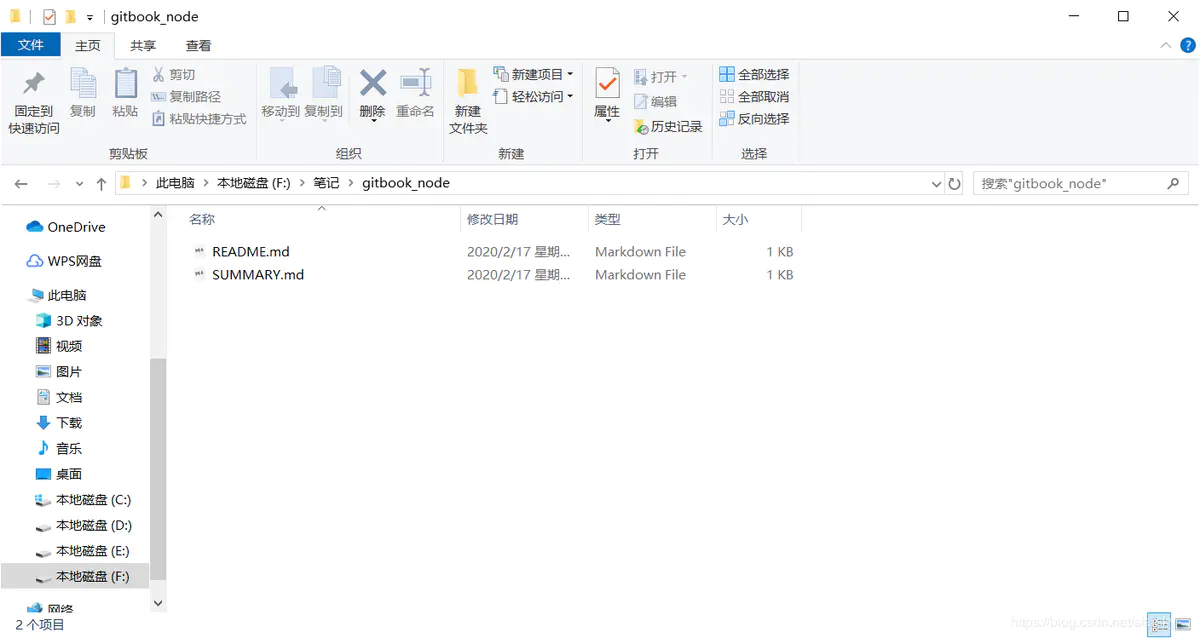 gitbook_node
文件 主页 共享 查看
固定到快速访问 复制 粘贴 剪切 复制路径 粘贴快捷方式 移动到 复制到 删除 重命名 新建文件夹 新建项目 轻松访问 属性 打开 编辑 历史记录 全部选择 全部取消 反向选择
剪贴板 组织 新建 打开 选择
此电脑 本地磁盘 (F:) 笔记 gitbook_node 搜索"gitbook_node"
名称 修改日期 类型 大小
README.md 2020/2/17 星期... Markdown File 1 KB
SUMMARY.md 2020/2/17 星期... Markdown File 1 KB
OneDrive
WPS网盘
此电脑
3D 对象
视频
图片
文档
下载
音乐
桌面
本地磁盘 (C:)
本地磁盘 (D:)
本地磁盘 (E:)
本地磁盘 (F:)
网络
2 个项目